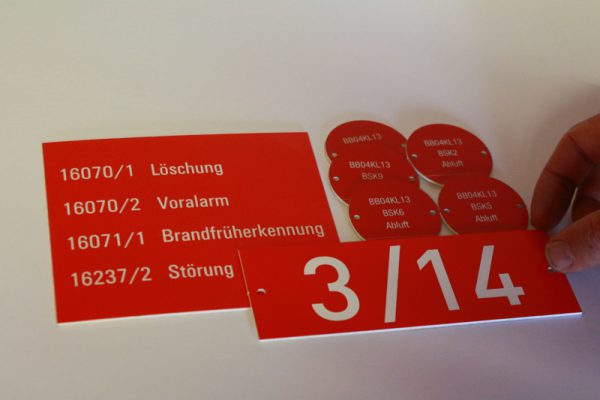 16070/1 Löschung
16070/2 Voralarm
16071/1 Brandfrüherkennung
16237/2 Störung
BB04KL13
BB04KL13
BSK9
BB04KL13
BSK2
Abluft
BB04KL13
BSK6
Abluft
BB04KL13
BSK5
Abluft
3/14